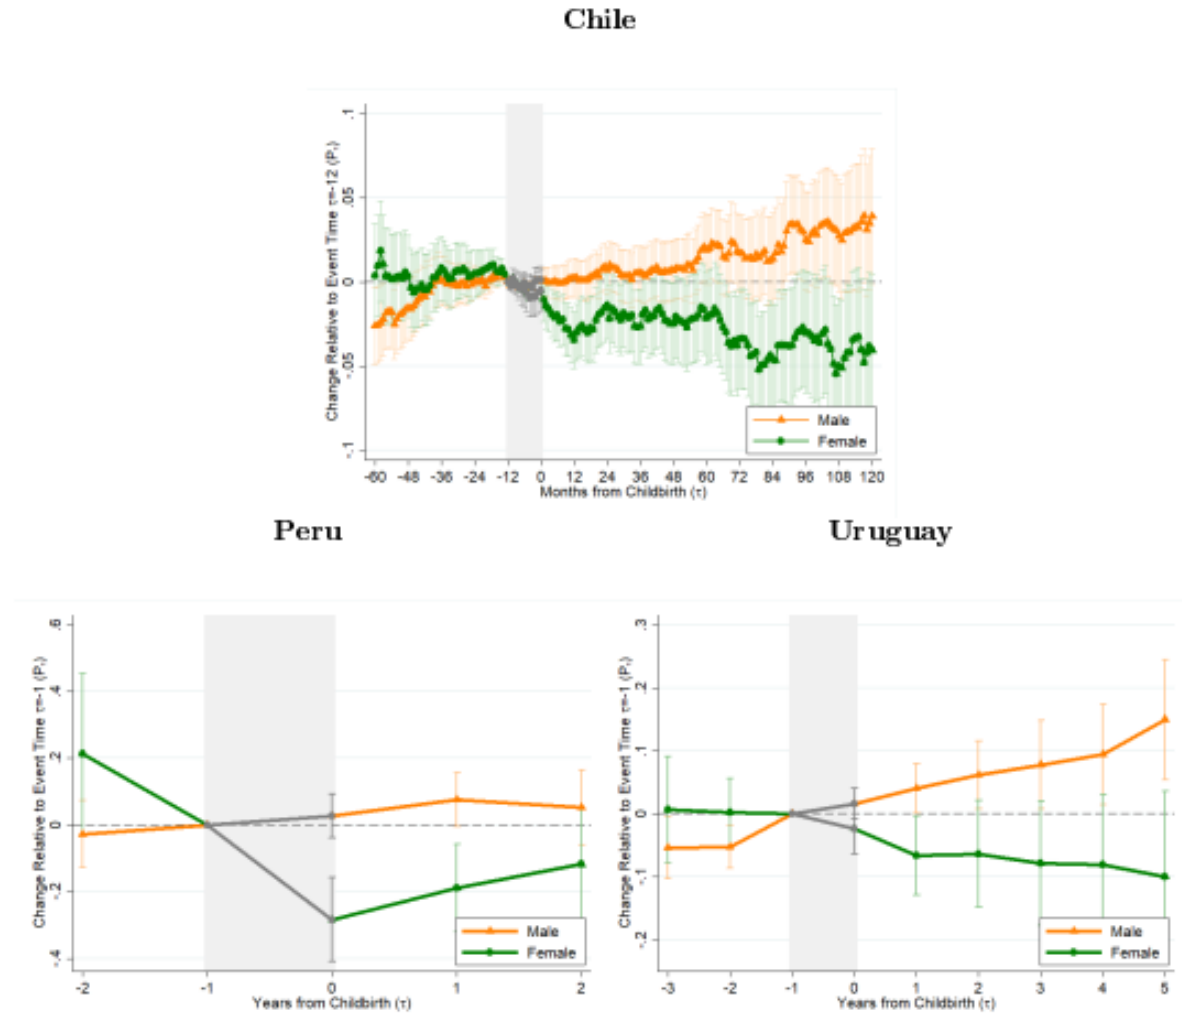 Chile
Change Relative to Event Time τ=-12 (Pₜ)
.1
.05
0
-.05
-.1
Male
Female
-60 -48 -36 -24 -12 0 12 24 36 48 60 72 84 96 108 120
Months from Childbirth (τ)
Peru
Change Relative to Event Time τ=-1 (Pₜ)
.6
.4
.2
0
-.2
-.4
Male
Female
-2 -1 0 1 2
Years from Childbirth (τ)
Uruguay
Change Relative to Event Time τ=-1 (Pₜ)
.3
.2
.1
0
-.1
-.2
Male
Female
-3 -2 -1 0 1 2 3 4 5
Years from Childbirth (τ)